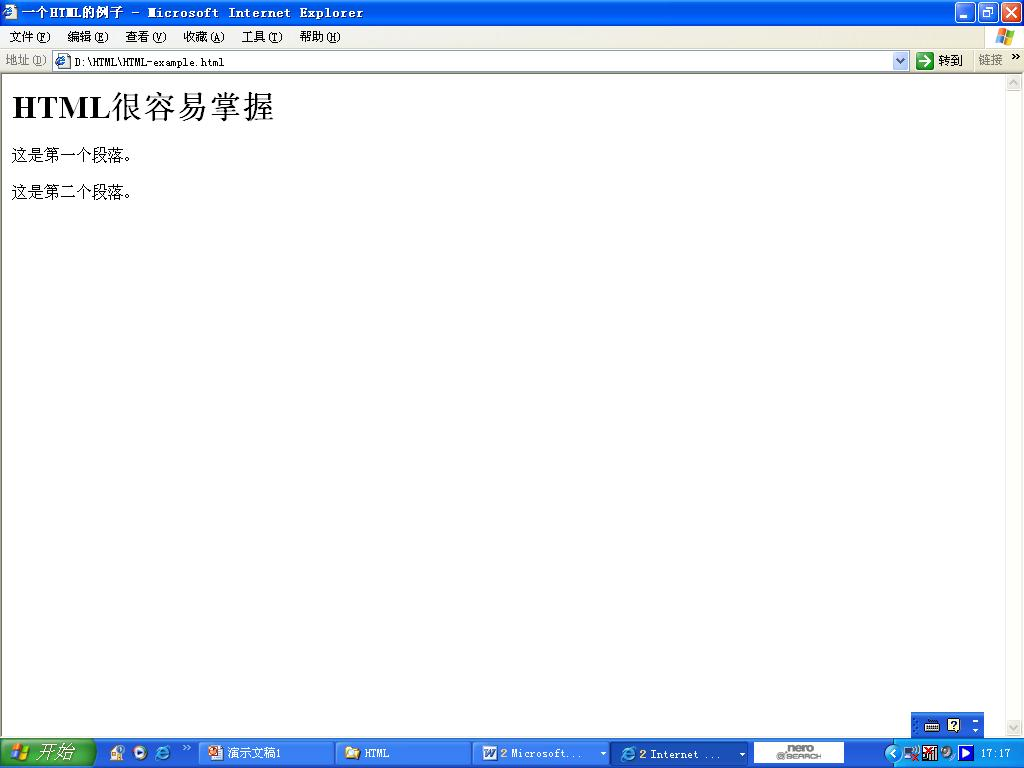 一个HTML的例子 - Microsoft Internet Explorer
文件(F) 编辑(E) 查看(V) 收藏(A) 工具(T) 帮助(H)
地址(D) D:\HTML\HTML-example.html 转到 链接 »
HTML很容易掌握
这是第一个段落。
这是第二个段落。
开始 » 演示文稿1 HTML 2 Microsoft... 2 Internet ... nero SEARCH 17:17